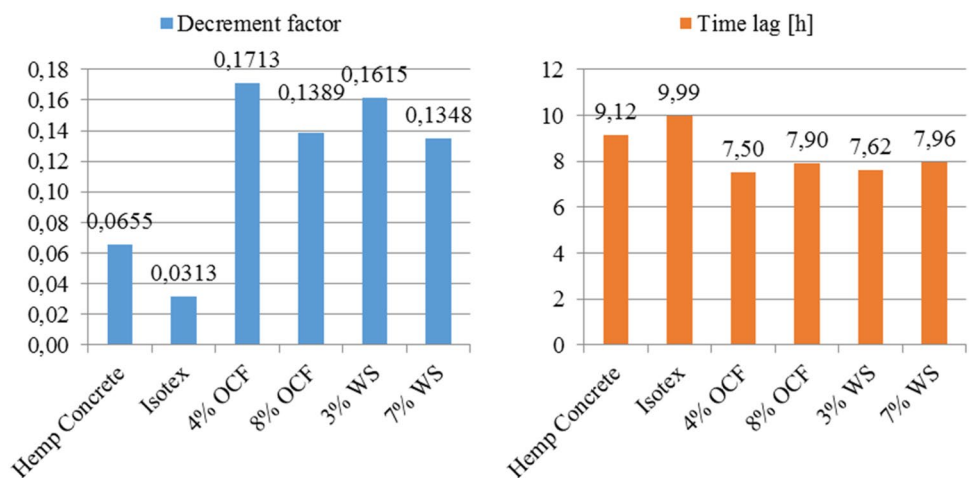 Decrement factor
0,18
0,16
0,14
0,12
0,10
0,08
0,06
0,04
0,02
0,00
0,0655
0,0313
0,1713
0,1389
0,1615
0,1348
Hemp Concrete
Isotex
4% OCF
8% OCF
3% WS
7% WS
Time lag [h]
12
10
8
6
4
2
0
9,12
9,99
7,50
7,90
7,62
7,96
Hemp Concrete
Isotex
4% OCF
8% OCF
3% WS
7% WS